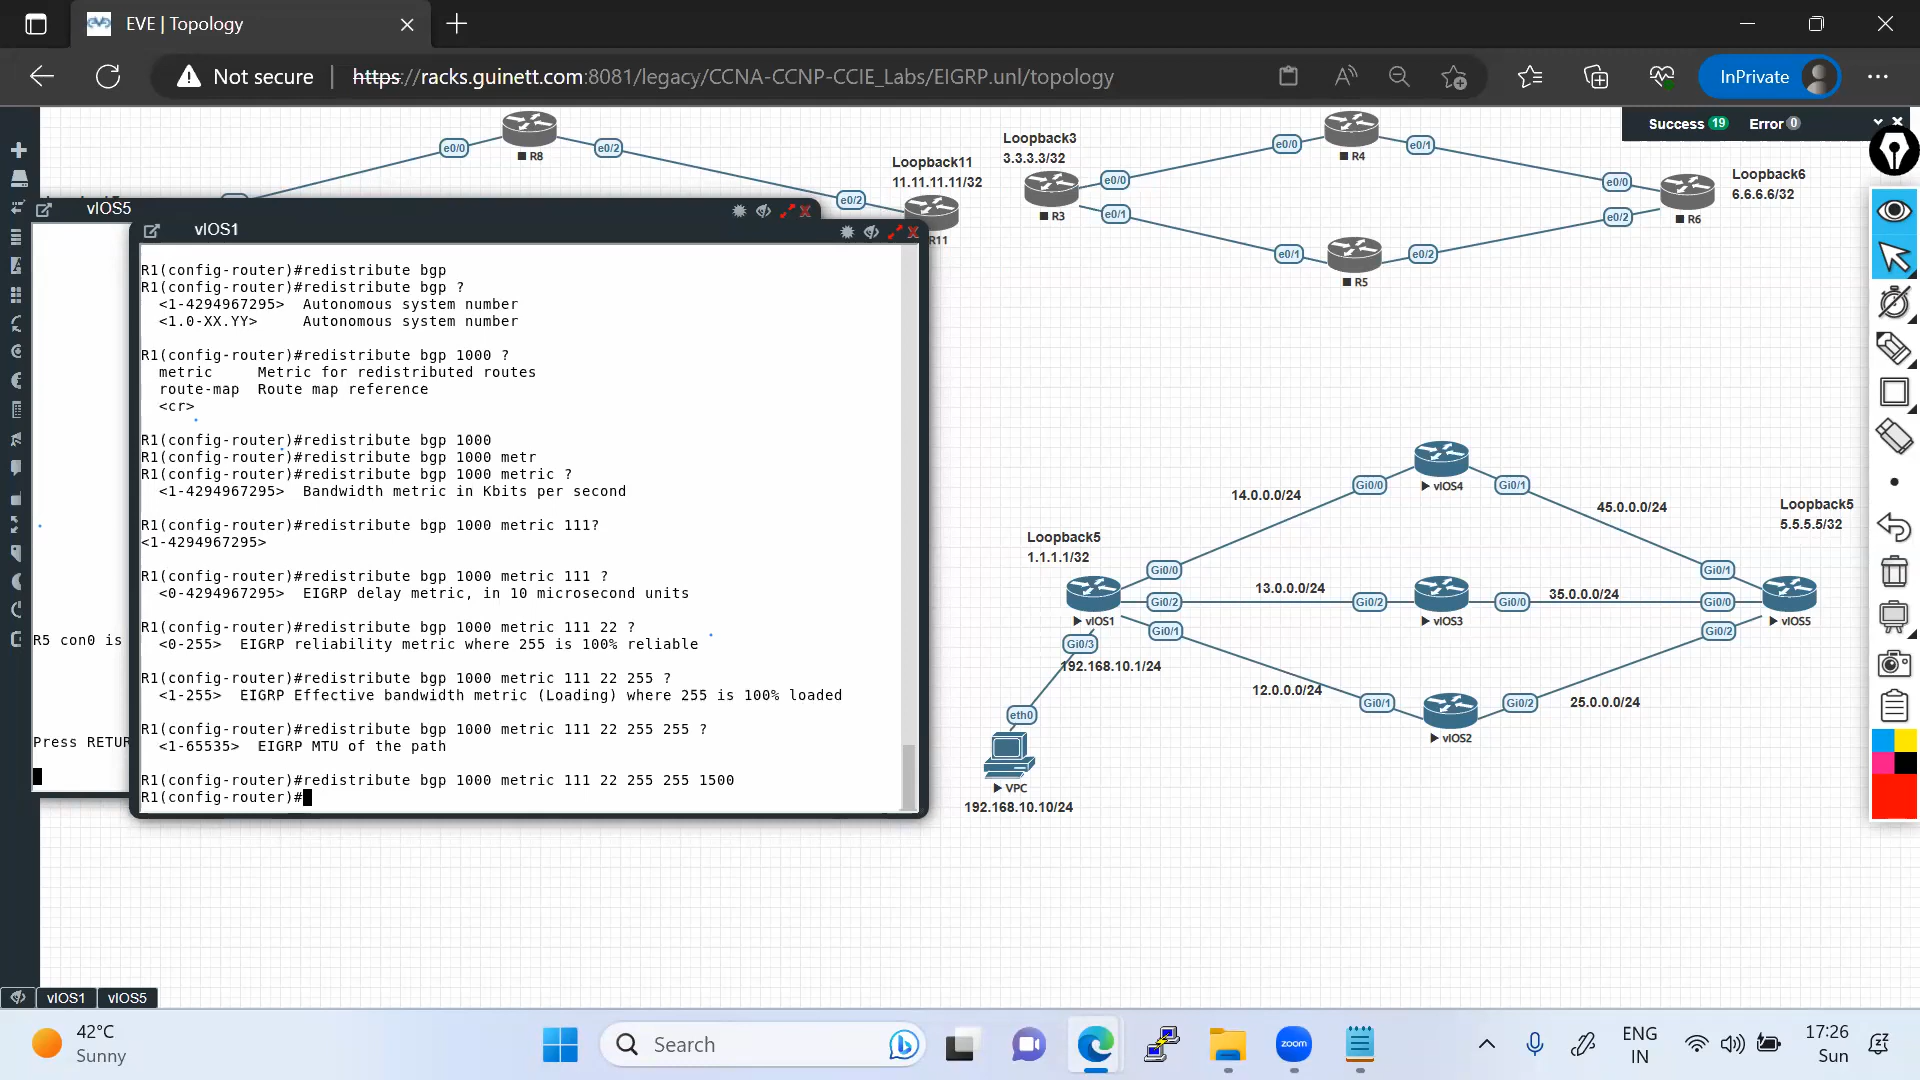 EVE | Topology
Not secure
https://racks.guinett.com:8081/legacy/CCNA-CCNP-CCIE_Labs/EIGRP.unl/topology
InPrivate
Success 19 Error 0
R8
e0/0
e0/2
Loopback11
11.11.11.11/32
e0/2
R11
Loopback3
3.3.3.3/32
R3
e0/0
e0/1
e0/0
R4
e0/1
e0/1
R5
e0/2
e0/0
e0/2
R6
Loopback6
6.6.6.6/32
vIOS5
R5 con0 is
Press RETUR
vIOS1
R1(config-router)#redistribute bgp
R1(config-router)#redistribute bgp ?
<1-4294967295> Autonomous system number
<1.0-XX.YY> Autonomous system number
R1(config-router)#redistribute bgp 1000 ?
metric Metric for redistributed routes
route-map Route map reference
<cr>
R1(config-router)#redistribute bgp 1000
R1(config-router)#redistribute bgp 1000 metr
R1(config-router)#redistribute bgp 1000 metric ?
<1-4294967295> Bandwidth metric in Kbits per second
R1(config-router)#redistribute bgp 1000 metric 111?
<1-4294967295>
R1(config-router)#redistribute bgp 1000 metric 111 ?
<0-4294967295> EIGRP delay metric, in 10 microsecond units
R1(config-router)#redistribute bgp 1000 metric 111 22 ?
<0-255> EIGRP reliability metric where 255 is 100% reliable
R1(config-router)#redistribute bgp 1000 metric 111 22 255 ?
<1-255> EIGRP Effective bandwidth metric (Loading) where 255 is 100% loaded
R1(config-router)#redistribute bgp 1000 metric 111 22 255 255 ?
<1-65535> EIGRP MTU of the path
R1(config-router)#redistribute bgp 1000 metric 111 22 255 255 1500
R1(config-router)#
Loopback5
1.1.1.1/32
vIOS1
Gi0/0
Gi0/2
Gi0/1
Gi0/3
192.168.10.1/24
eth0
VPC
192.168.10.10/24
14.0.0.0/24
Gi0/0
vIOS4
Gi0/1
45.0.0.0/24
13.0.0.0/24
Gi0/2
vIOS3
Gi0/0
35.0.0.0/24
12.0.0.0/24
Gi0/1
vIOS2
Gi0/2
25.0.0.0/24
Loopback5
5.5.5.5/32
Gi0/1
Gi0/0
Gi0/2
vIOS5
vIOS1
vIOS5
42°C
Sunny
Search
zoom
ENG
IN
17:26
Sun